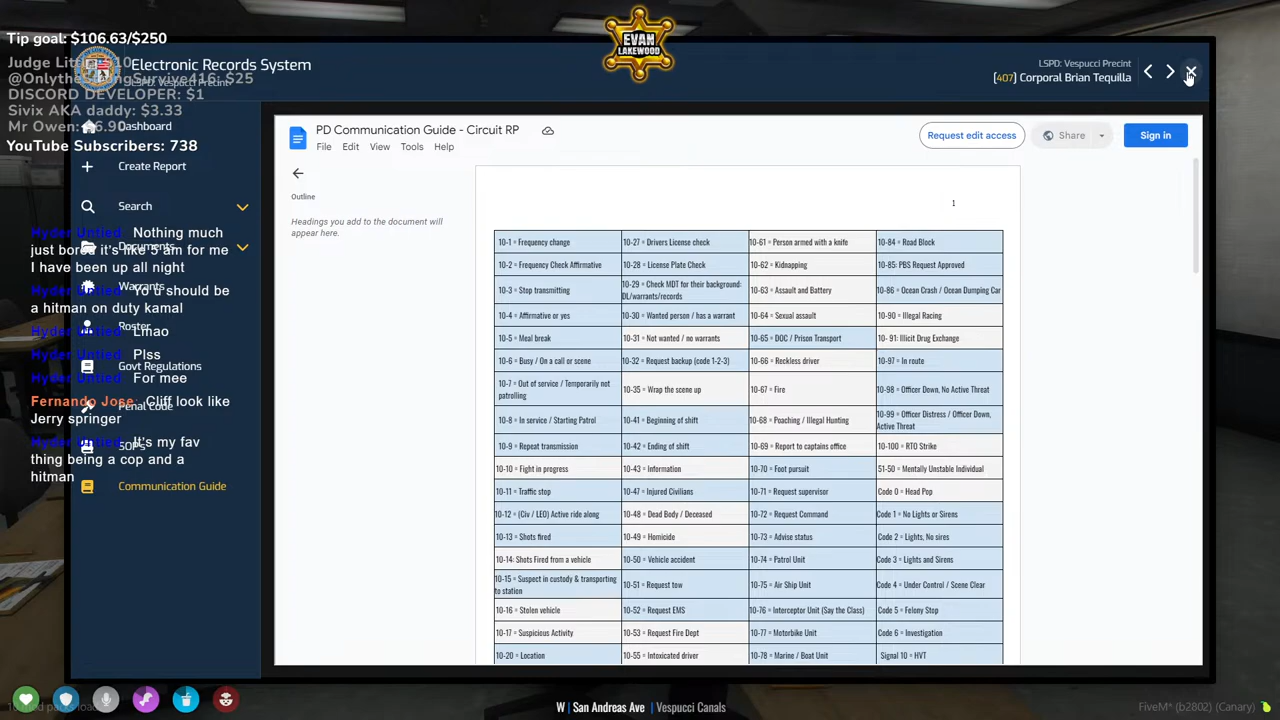 Tip goal: $106.63/$250
Judge Litt
@OnlytheStrongSurvive416: $25
DISCORD DEVELOPER: $1
Sivix AKA daddy: $3.33
Mr Owen:
YouTube Subscribers: 738
Hyder Untied: Nothing much
just bored it's like 5 am for me
I have been up all night
Hyder Untied: Yo u should be
a hitman on duty kamal
Hyder Untied: Lmao
Hyder Untied: Plss
Hyder Untied: For mee
Fernando Jose: Cliff look like
Jerry springer
Hyder Untied: It's my fav
thing being a cop and a
hitman
EVAN
LAKEWOOD
Electronic Records System
LSPD: Vespucci Precint
LSPD: Vespucci Precint
[407] Corporal Brian Tequilla
Dashboard
Create Report
Search
Documents
Warrants
Roster
Govt Regulations
Penal Code
SOPs
Communication Guide
PD Communication Guide - Circuit RP
File Edit View Tools Help
Request edit access
Share
Sign in
Outline
Headings you add to the document will
appear here.
1
10-1 = Frequency change
10-27 = Drivers License check
10-61 = Person armed with a knife
10-84 = Road Block
10-2 = Frequency Check Affirmative
10-28 = License Plate Check
10-62 = Kidnapping
10-85: PBS Request Approved
10-3 = Stop transmitting
10-29 = Check MDT for their background:
DL/warrants/records
10-63 = Assault and Battery
10-86 = Ocean Crash / Ocean Dumping Car
10-4 = Affirmative or yes
10-30 = Wanted person / has a warrant
10-64 = Sexual assault
10-90 = Illegal Racing
10-5 = Meal break
10-31 = Not wanted / no warrants
10-65 = DOC / Prison Transport
10- 91: Illicit Drug Exchange
10-6 = Busy / On a call or scene
10-32 = Request backup (code 1-2-3)
10-66 = Reckless driver
10-97 = In route
10-7 = Out of service / Temporarily not
patrolling
10-35 = Wrap the scene up
10-67 = Fire
10-98 = Officer Down, No Active Threat
10-8 = In service / Starting Patrol
10-41 = Beginning of shift
10-68 = Poaching / Illegal Hunting
10-99 = Officer Distress / Officer Down,
Active Threat
10-9 = Repeat transmission
10-42 = Ending of shift
10-69 = Report to captains office
10-100 = RTO Strike
10-10 = Fight in progress
10-43 = Information
10-70 = Foot pursuit
51-50 = Mentally Unstable Individual
10-11 = Traffic stop
10-47 = Injured Civilians
10-71 = Request supervisor
Code 0 = Head Pop
10-12 = (Civ / LEO) Active ride along
10-48 = Dead Body / Deceased
10-72 = Request Command
Code 1 = No Lights or Sirens
10-13 = Shots fired
10-49 = Homicide
10-73 = Advise status
Code 2 = Lights, No sires
10-14: Shots Fired from a vehicle
10-50 = Vehicle accident
10-74 = Patrol Unit
Code 3 = Lights and Sirens
10-15 = Suspect in custody & transporting
to station
10-51 = Request tow
10-75 = Air Ship Unit
Code 4 = Under Control / Scene Clear
10-16 = Stolen vehicle
10-52 = Request EMS
10-76 = Interceptor Unit (Say the Class)
Code 5 = Felony Stop
10-17 = Suspicious Activity
10-53 = Request Fire Dept
10-77 = Motorbike Unit
Code 6 = Investigation
10-20 = Location
10-55 = Intoxicated driver
10-78 = Marine / Boat Unit
Signal 10 = HVT
W | San Andreas Ave | Vespucci Canals
FiveM* (b2802) (Canary)